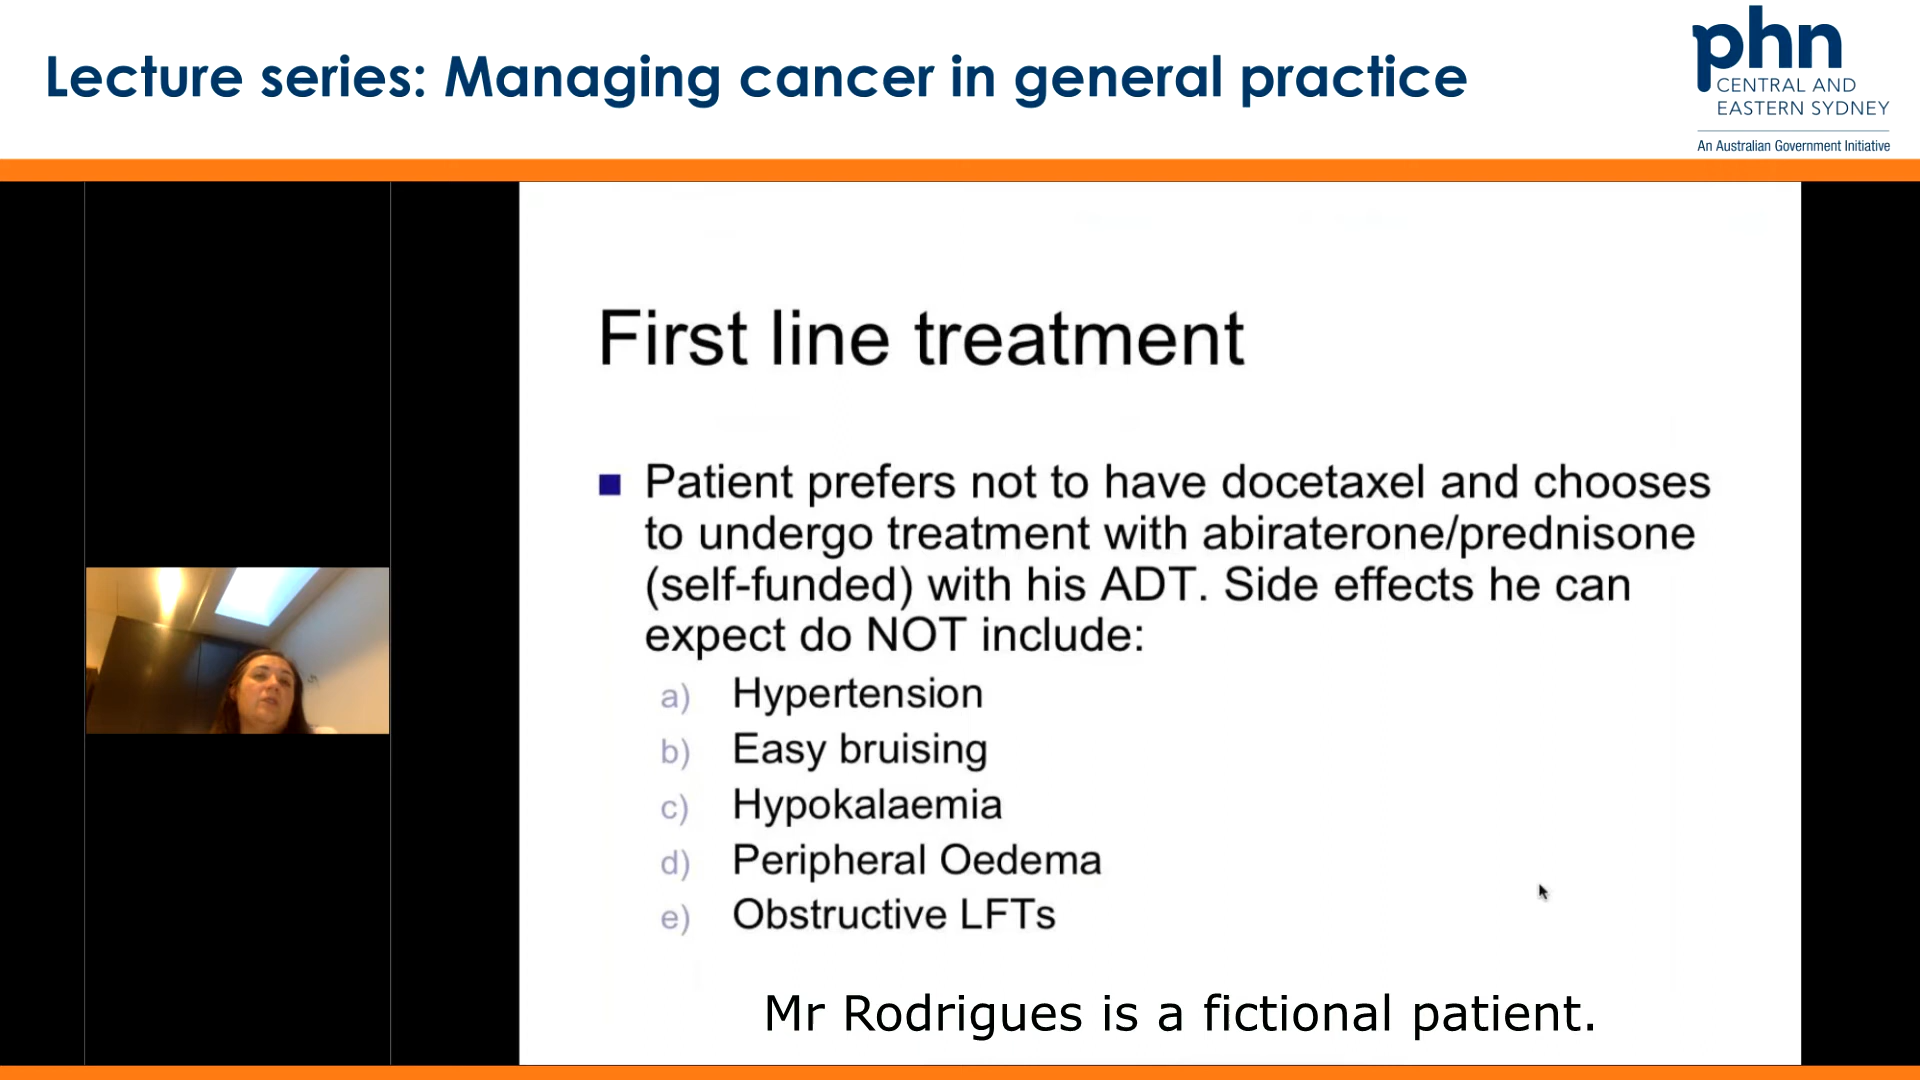 Lecture series: Managing cancer in general practice
phn
CENTRAL AND
EASTERN SYDNEY
An Australian Government Initiative
First line treatment
Patient prefers not to have docetaxel and chooses
to undergo treatment with abiraterone/prednisone
(self-funded) with his ADT. Side effects he can
expect do NOT include:
a) Hypertension
b) Easy bruising
c) Hypokalaemia
d) Peripheral Oedema
e) Obstructive LFTs
Mr Rodrigues is a fictional patient.